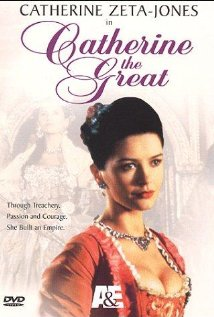 CATHERINE ZETA-JONES
in
Catherine
the
Great
Through Treachery,
Passion and Courage,
She Built an Empire.
DVD
A&E